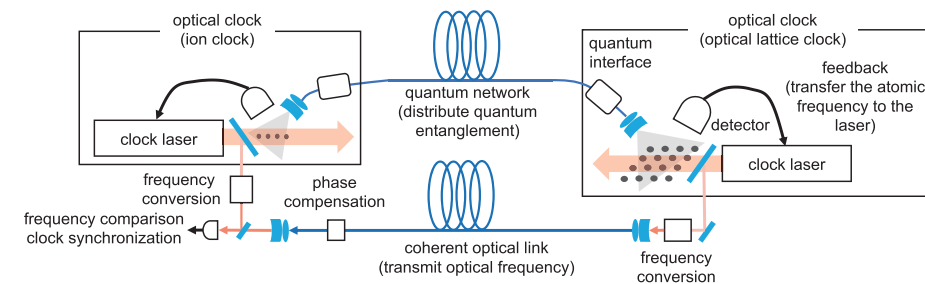 optical clock
(ion clock)
clock laser
quantum network
(distribute quantum
entanglement)
optical clock
(optical lattice clock)
quantum
interface
feedback
(transfer the atomic
frequency to the
laser)
detector
clock laser
frequency
conversion
phase
compensation
frequency comparison
clock synchronization
coherent optical link
(transmit optical frequency)
frequency
conversion